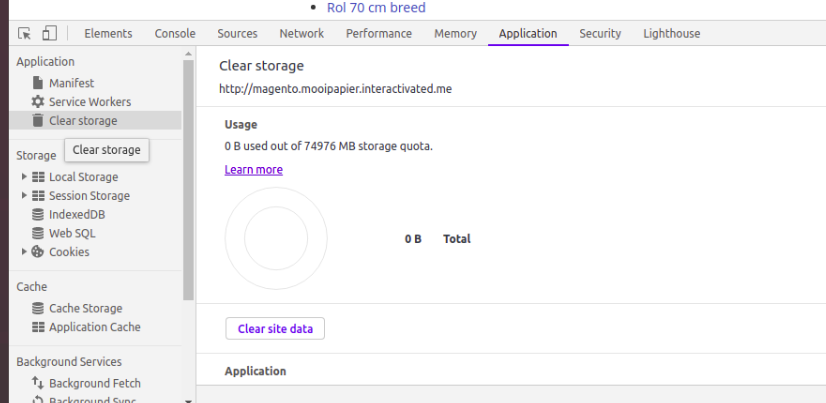 Rol 70 cm breed
Elements Console Sources Network Performance Memory Application Security Lighthouse
Application
Manifest
Service Workers
Clear storage
Clear storage
Storage
Local Storage
Session Storage
IndexedDB
Web SQL
Cookies
Cache
Cache Storage
Application Cache
Background Services
Background Fetch
Background Sync
Clear storage
http://magento.mooipapier.interactivated.me
Usage
0 B used out of 74976 MB storage quota.
Learn more
0 B Total
Clear site data
Application